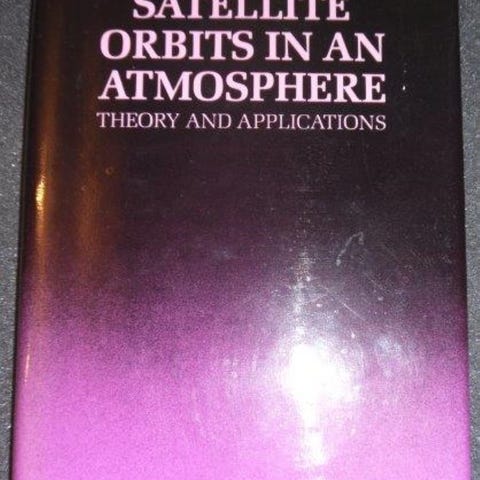 SATELLITE
ORBITS IN AN
ATMOSPHERE
THEORY AND APPLICATIONS